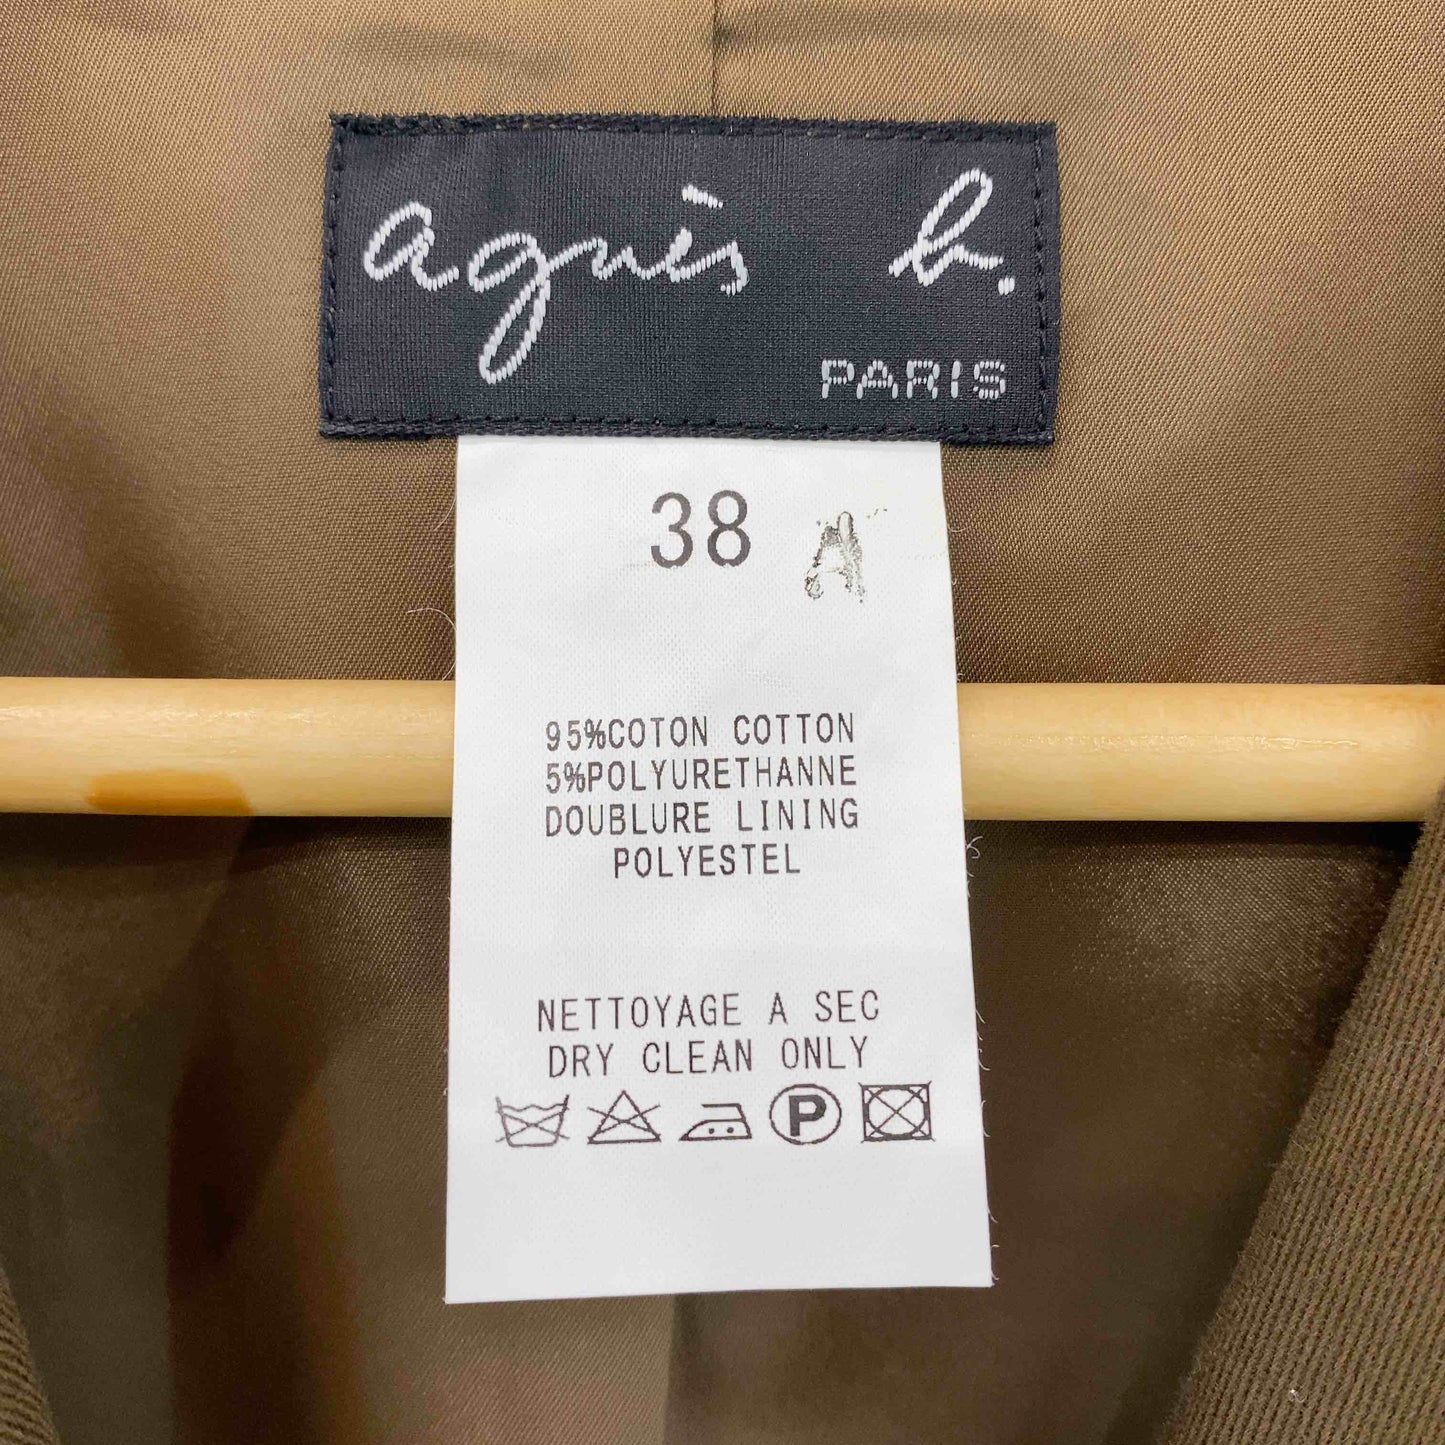 agnès b.
PARIS
38 A
95%COTON COTTON
5%POLYURETHANNE
DOUBLURE LINING
POLYESTEL
NETTOYAGE A SEC
DRY CLEAN ONLY
P